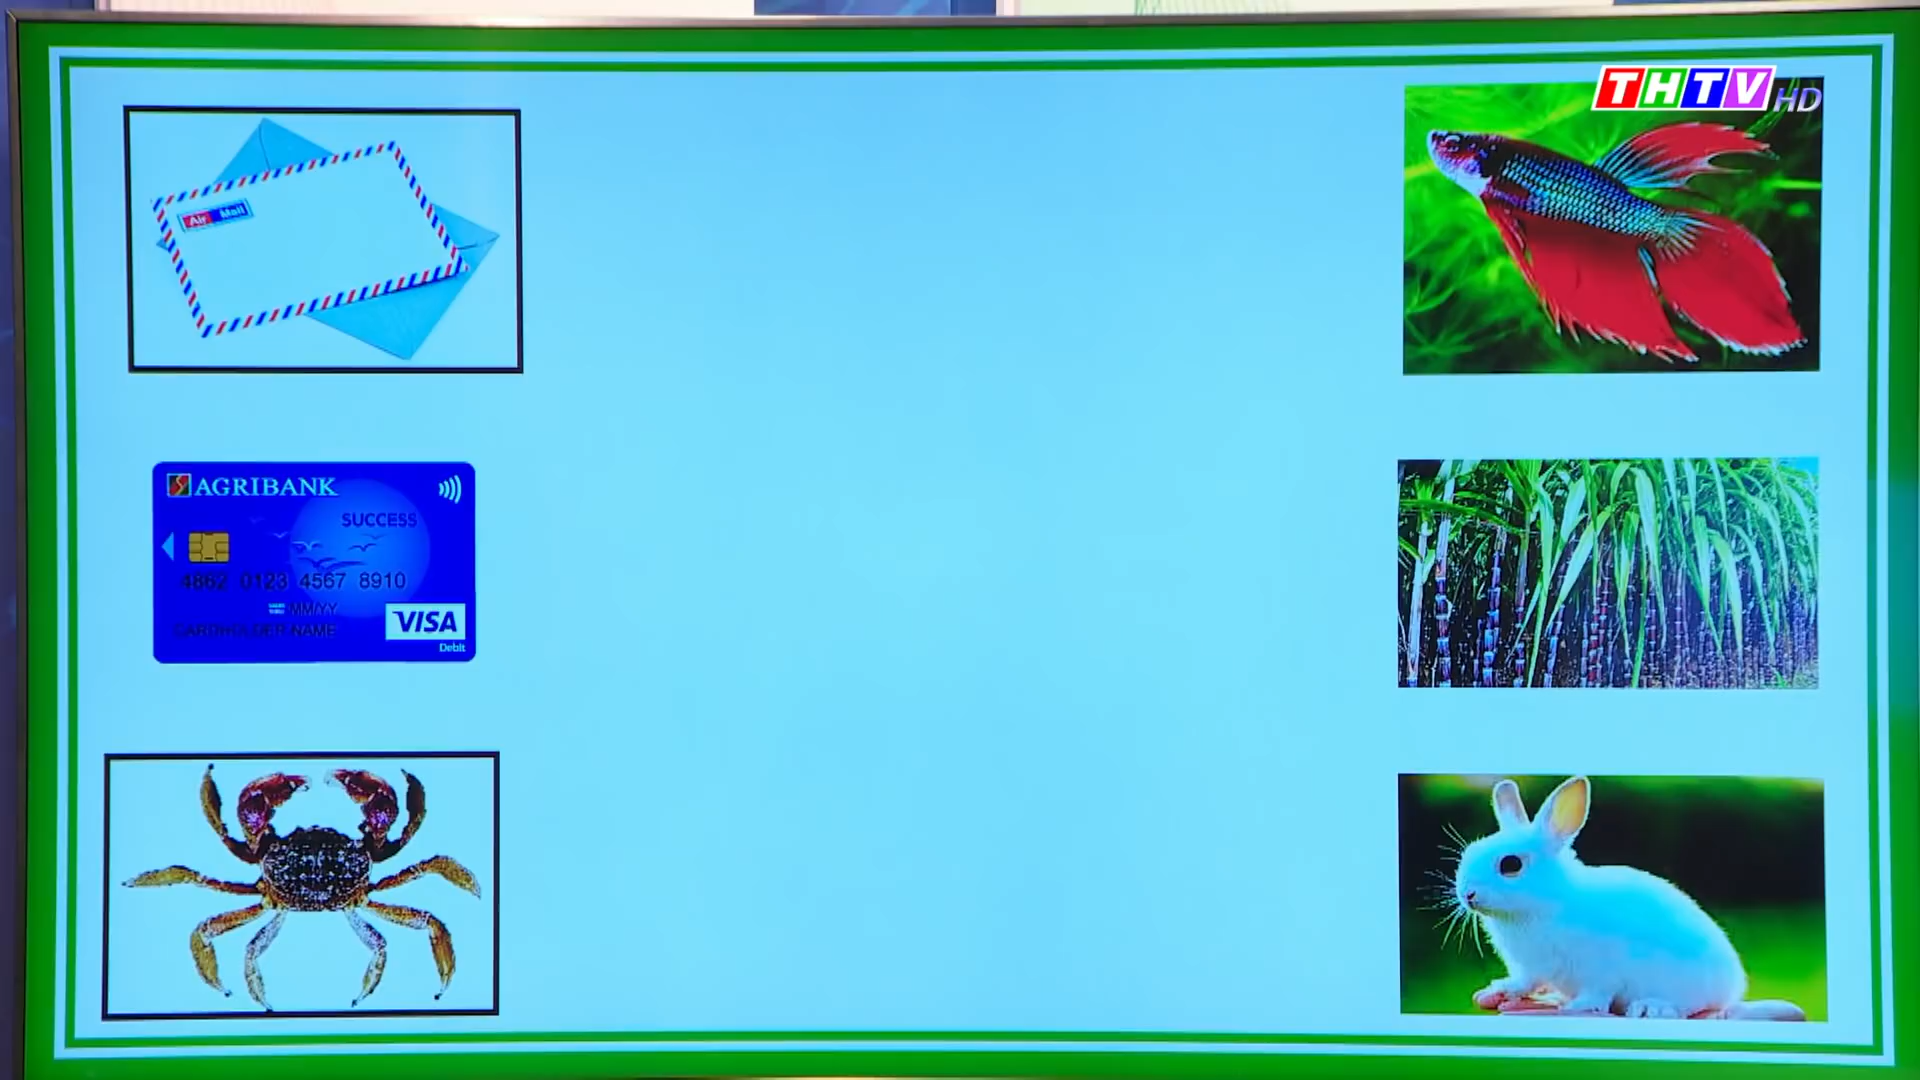 THTV HD
Air Mail
AGRIBANK
SUCCESS
4862 0123 4567 8910
MM/YY
CARDHOLDER NAME
VISA
Debit